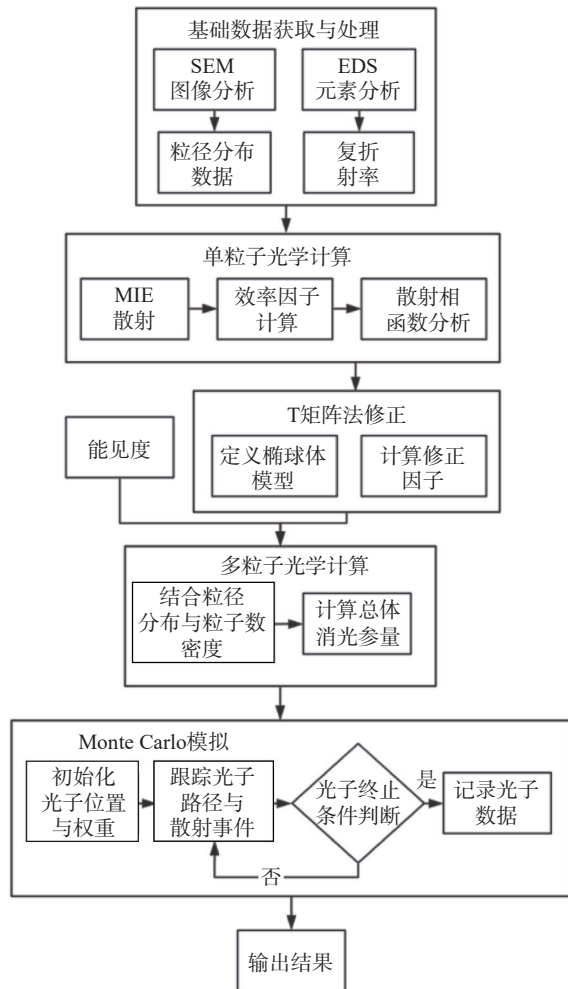 基础数据获取与处理
SEM
图像分析
EDS
元素分析
粒径分布
数据
复折
射率
单粒子光学计算
MIE
散射
效率因子
计算
散射相
函数分析
T矩阵法修正
能见度
定义椭球体
模型
计算修正
因子
多粒子光学计算
结合粒径
分布与粒子数
密度
计算总体
消光参量
Monte Carlo模拟
初始化
光子位置
与权重
跟踪光子
路径与
散射事件
光子终止
条件判断
是
记录光子
数据
否
输出结果